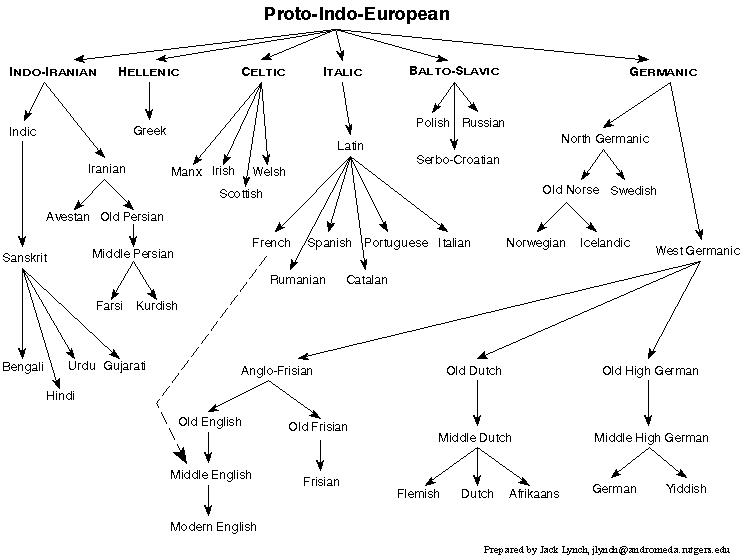 Proto-Indo-European
INDO-IRANIAN HELLENIC CELTIC ITALIC BALTO-SLAVIC GERMANIC
Polish Russian
Indic Greek
North Germanic
Latin
Serbo-Croatian
Iranian Manx Irish Welsh
Scottish
Old Norse Swedish
Avestan Old Persian
French Spanish Portuguese Italian
Norwegian Icelandic
Sanskrit Middle Persian
West Germanic
Rumanian Catalan
Farsi Kurdish
Bengali Urdu Gujarati
Anglo-Frisian Old Dutch Old High German
Hindi
Old English Old Frisian
Middle Dutch Middle High German
Middle English Frisian
Flemish Dutch Afrikaans German Yiddish
Modern English
Prepared by Jack Lynch, jlynch@andromeda.rutgers.edu